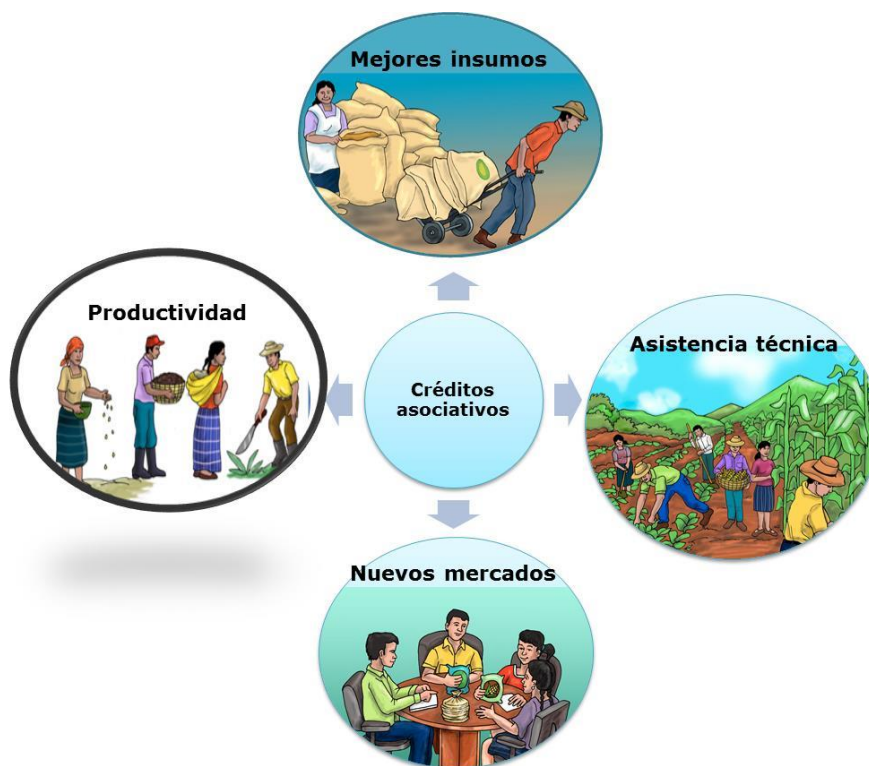 Mejores insumos
Productividad
Asistencia técnica
Créditos
asociativos
Nuevos mercados